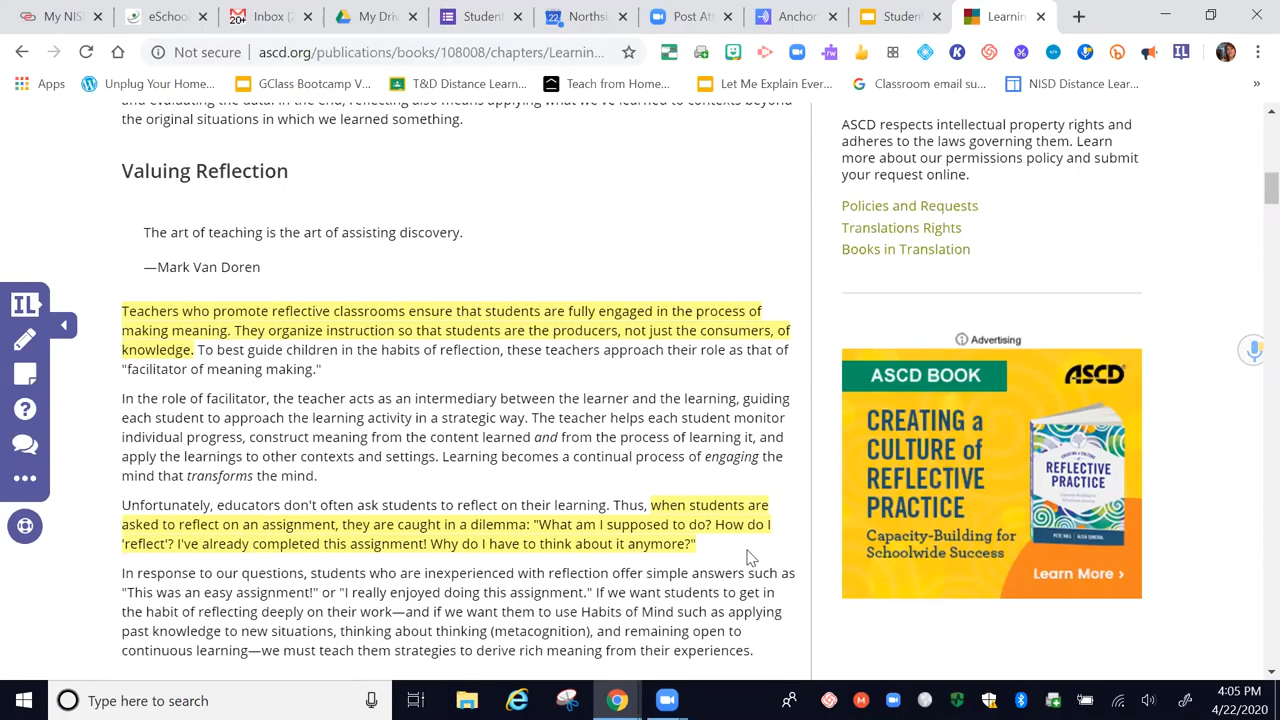 NISI
School
Inbox (
My Driv
Student
22
Northsi
Post Att
Anchor
Student
Learnin
Not secure
ascd.org/publications/books/108008/chapters/Learnin...
Apps
Unplug Your Home...
GClass Bootcamp V...
T&D Distance Learn...
Teach from Home...
Let Me Explain Ever...
Classroom email su...
NISD Distance Lear...
»
and evaluating the data. In the end, reflecting also means applying what we've learned to contexts beyond
the original situations in which we learned something.
Valuing Reflection
The art of teaching is the art of assisting discovery.
—Mark Van Doren
Teachers who promote reflective classrooms ensure that students are fully engaged in the process of
making meaning. They organize instruction so that students are the producers, not just the consumers, of
knowledge. To best guide children in the habits of reflection, these teachers approach their role as that of
"facilitator of meaning making."
In the role of facilitator, the teacher acts as an intermediary between the learner and the learning, guiding
each student to approach the learning activity in a strategic way. The teacher helps each student monitor
individual progress, construct meaning from the content learned and from the process of learning it, and
apply the learnings to other contexts and settings. Learning becomes a continual process of engaging the
mind that transforms the mind.
Unfortunately, educators don't often ask students to reflect on their learning. Thus, when students are
asked to reflect on an assignment, they are caught in a dilemma: "What am I supposed to do? How do I
'reflect'? I've already completed this assignment! Why do I have to think about it anymore?"
In response to our questions, students who are inexperienced with reflection offer simple answers such as
"This was an easy assignment!" or "I really enjoyed doing this assignment." If we want students to get in
the habit of reflecting deeply on their work—and if we want them to use Habits of Mind such as applying
past knowledge to new situations, thinking about thinking (metacognition), and remaining open to
continuous learning—we must teach them strategies to derive rich meaning from their experiences.
ASCD respects intellectual property rights and
adheres to the laws governing them. Learn
more about our permissions policy and submit
your request online.
Policies and Requests
Translations Rights
Books in Translation
Advertising
ASCD BOOK
ASCD
CREATING a
CULTURE of
REFLECTIVE
PRACTICE
Capacity-Building for
Schoolwide Success
CREATING a CULTURE of
REFLECTIVE
PRACTICE
Learn More >
IL
Type here to search
4:05 PM
4/22/2020